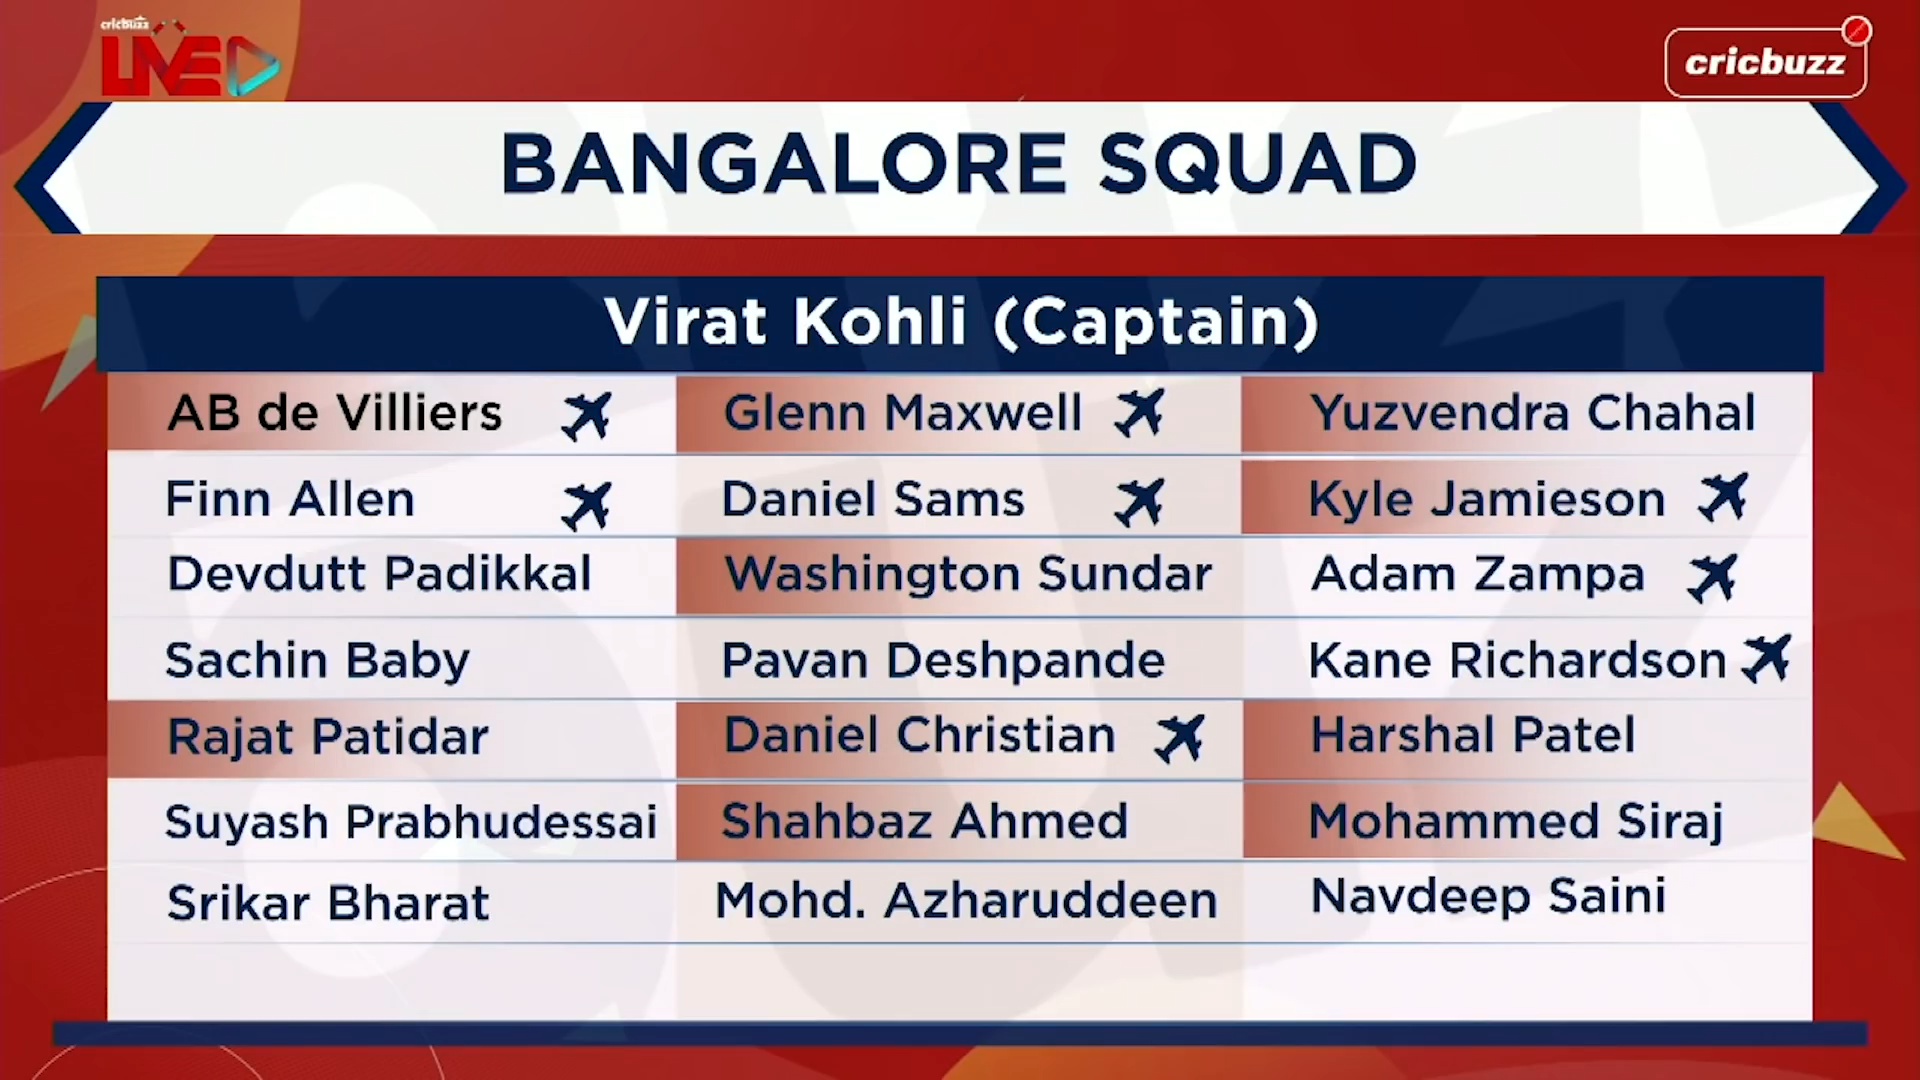 cricbuzz
LIVE
cricbuzz
BANGALORE SQUAD
Virat Kohli (Captain)
AB de Villiers Glenn Maxwell Yuzvendra Chahal
Finn Allen Daniel Sams Kyle Jamieson
Devdutt Padikkal Washington Sundar Adam Zampa
Sachin Baby Pavan Deshpande Kane Richardson
Rajat Patidar Daniel Christian Harshal Patel
Suyash Prabhudessai Shahbaz Ahmed Mohammed Siraj
Srikar Bharat Mohd. Azharuddeen Navdeep Saini